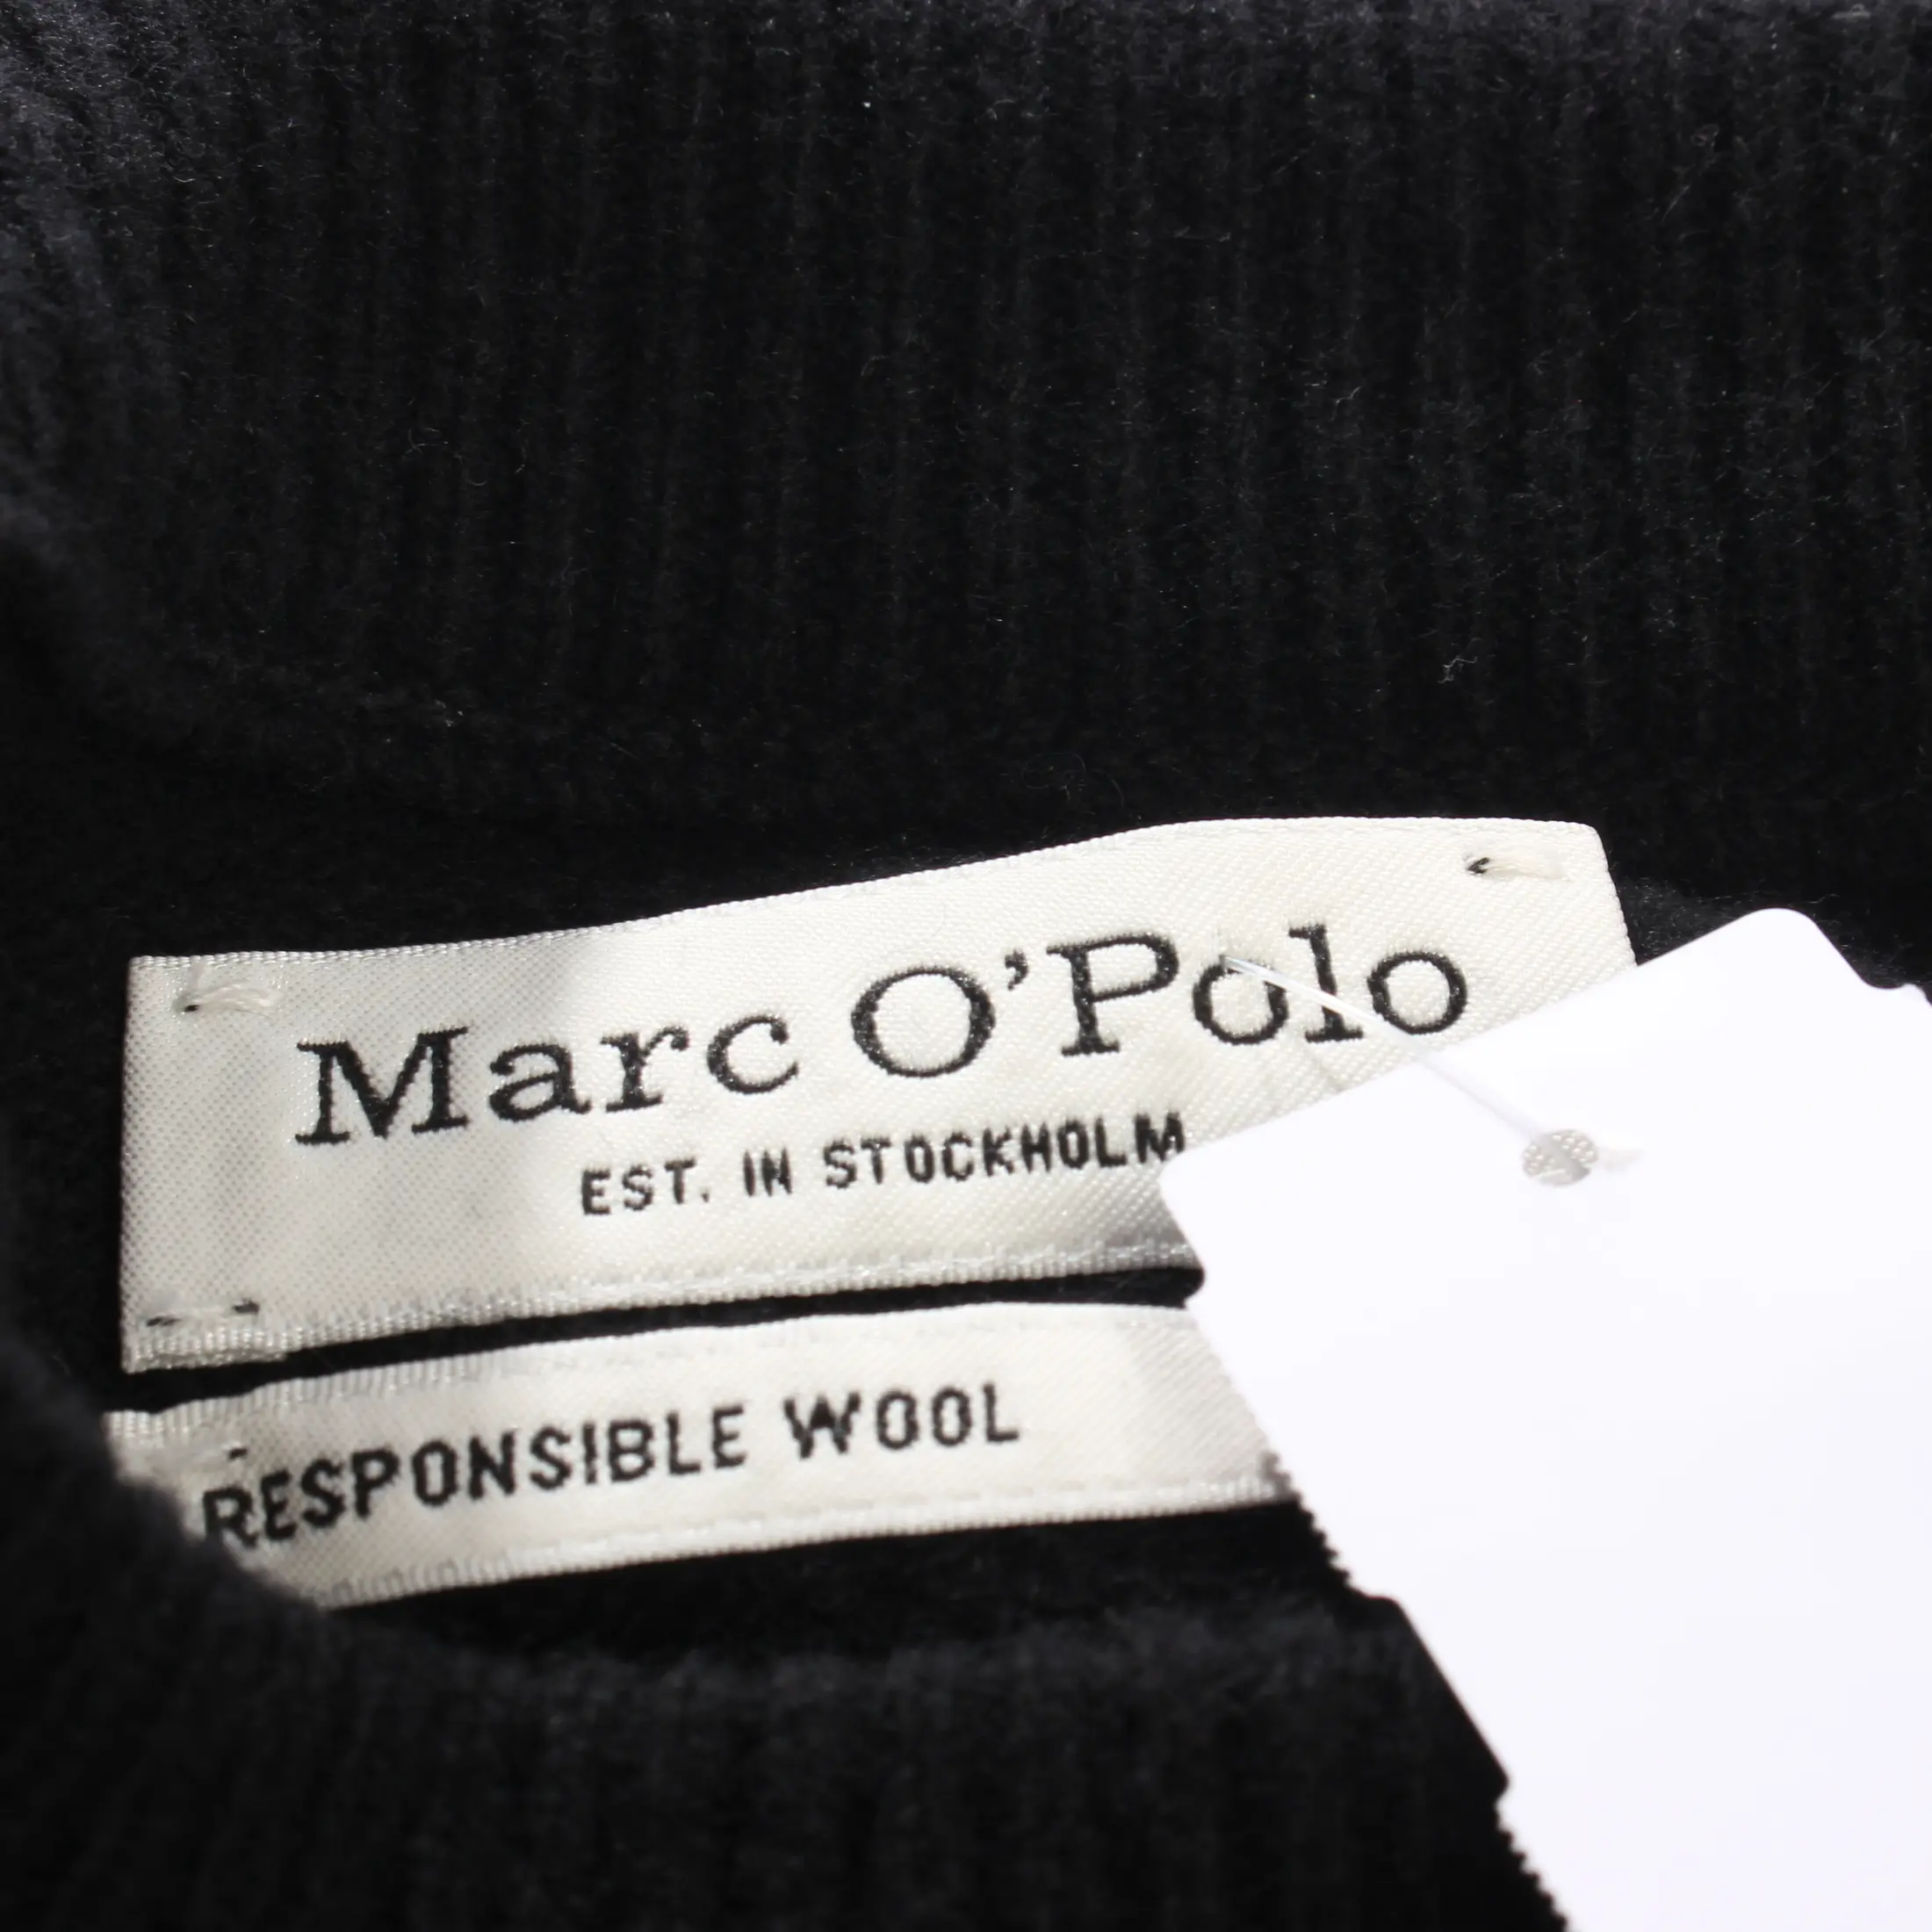 Marc O'Polo
EST. IN STOCKHOLM
RESPONSIBLE WOOL